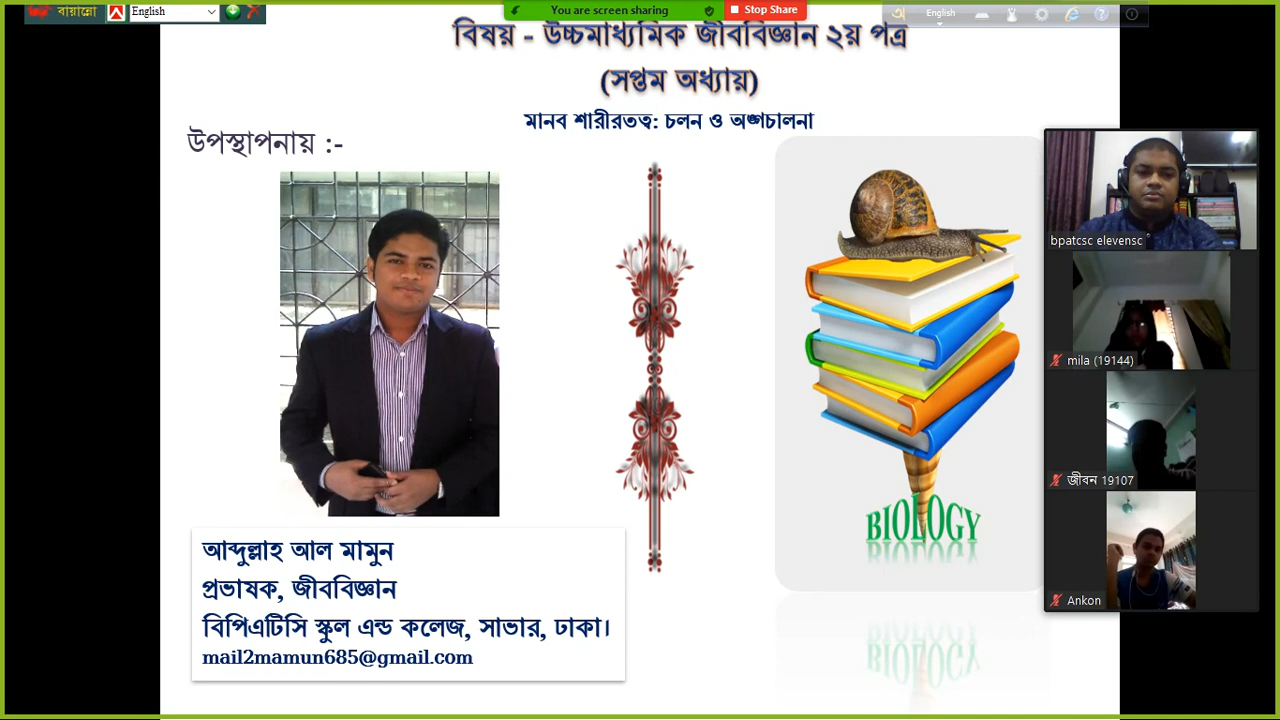 বায়ান্নো
English
You are screen sharing
Stop Share
English
বিষয় - উচ্চমাধ্যমিক জীববিজ্ঞান ২য় পত্র
(সপ্তম অধ্যায়)
মানব শারীরতত্ব: চলন ও অঙ্গচালনা
উপস্থাপনায় :-
BIOLOGY
আব্দুল্লাহ আল মামুন
প্রভাষক, জীববিজ্ঞান
বিপিএটিসি স্কুল এন্ড কলেজ, সাভার, ঢাকা।
mail2mamun685@gmail.com
bpatcsc elevensc
mila (19144)
জীবন 19107
Ankon